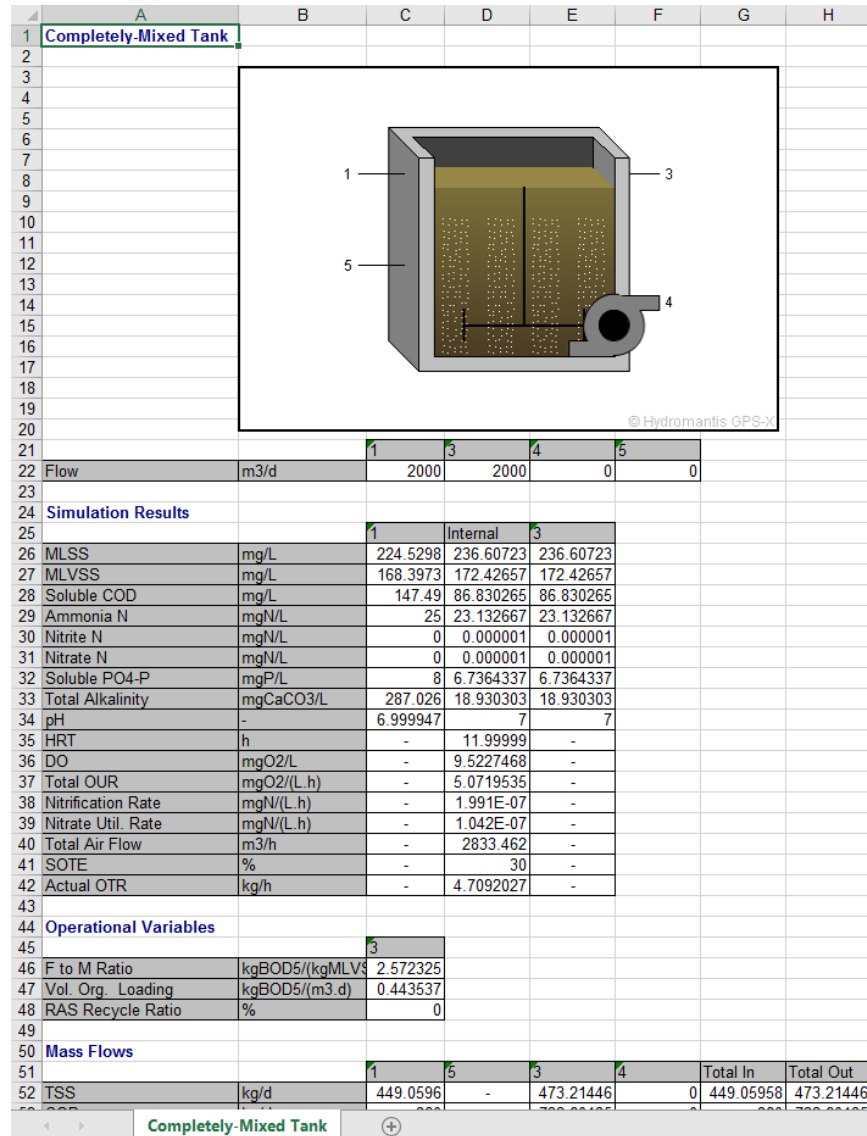 A B C D E F G H
1 Completely-Mixed Tank
2
3
4
5
6
7 1 3
8
9
10
11
12 5
13
14 4
15
16
17
18
19
20 © Hydromantis GPS-X
21 1 3 4 5
22 Flow m3/d 2000 2000 0 0
23
24 Simulation Results
25 1 Internal 3
26 MLSS mg/L 224.5298 236.60723 236.60723
27 MLVSS mg/L 168.3973 172.42657 172.42657
28 Soluble COD mg/L 147.49 86.830265 86.830265
29 Ammonia N mgN/L 25 23.132667 23.132667
30 Nitrite N mgN/L 0 0.000001 0.000001
31 Nitrate N mgN/L 0 0.000001 0.000001
32 Soluble PO4-P mgP/L 8 6.7364337 6.7364337
33 Total Alkalinity mgCaCO3/L 287.026 18.930303 18.930303
34 pH - 6.999947 7 7
35 HRT h - 11.99999 -
36 DO mgO2/L - 9.5227468 -
37 Total OUR mgO2/(L.h) - 5.0719535 -
38 Nitrification Rate mgN/(L.h) - 1.991E-07 -
39 Nitrate Util. Rate mgN/(L.h) - 1.042E-07 -
40 Total Air Flow m3/h - 2833.462 -
41 SOTE % - 30 -
42 Actual OTR kg/h - 4.7092027 -
43
44 Operational Variables
45 3
46 F to M Ratio kgBOD5/(kgMLVS 2.572325
47 Vol. Org. Loading kgBOD5/(m3.d) 0.443537
48 RAS Recycle Ratio % 0
49
50 Mass Flows
51 1 5 3 4 Total In Total Out
52 TSS kg/d 449.0596 - 473.21446 0 449.05958 473.21446
Completely-Mixed Tank